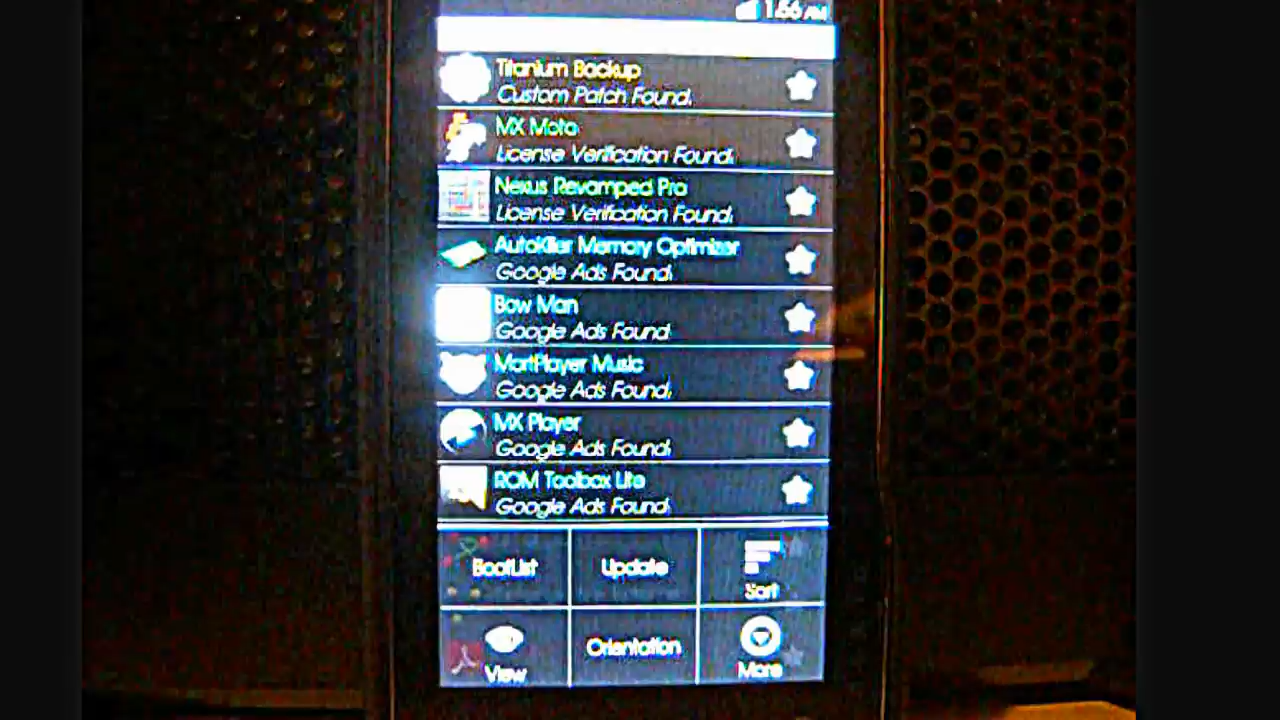 1:56 AM
Titanium Backup
Custom Patch Found.
MX Moto
License Verification Found.
Nexus Revamped Pro
License Verification Found.
AutoKiller Memory Optimizer
Google Ads Found.
Bow Man
Google Ads Found.
MortPlayer Music
Google Ads Found.
MX Player
Google Ads Found.
ROM Toolbox Lite
Google Ads Found.
BootList Update Sort
View Orientation More